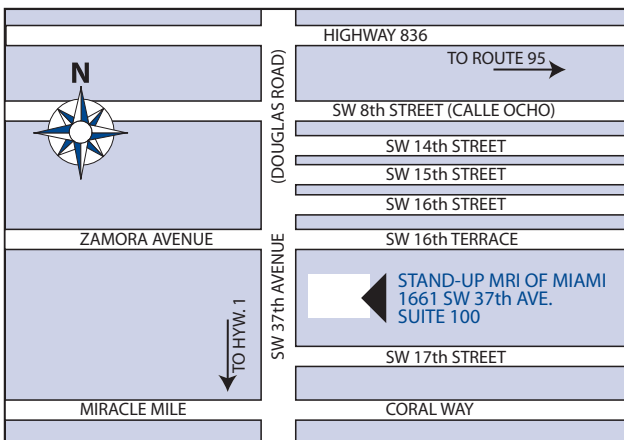 HIGHWAY 836
TO ROUTE 95
N
(DOUGLAS ROAD)
SW 8th STREET (CALLE OCHO)
SW 14th STREET
SW 15th STREET
SW 16th STREET
ZAMORA AVENUE
SW 16th TERRACE
SW 37th AVENUE
STAND-UP MRI OF MIAMI
1661 SW 37th AVE.
SUITE 100
TO HYW. 1
SW 17th STREET
MIRACLE MILE
CORAL WAY